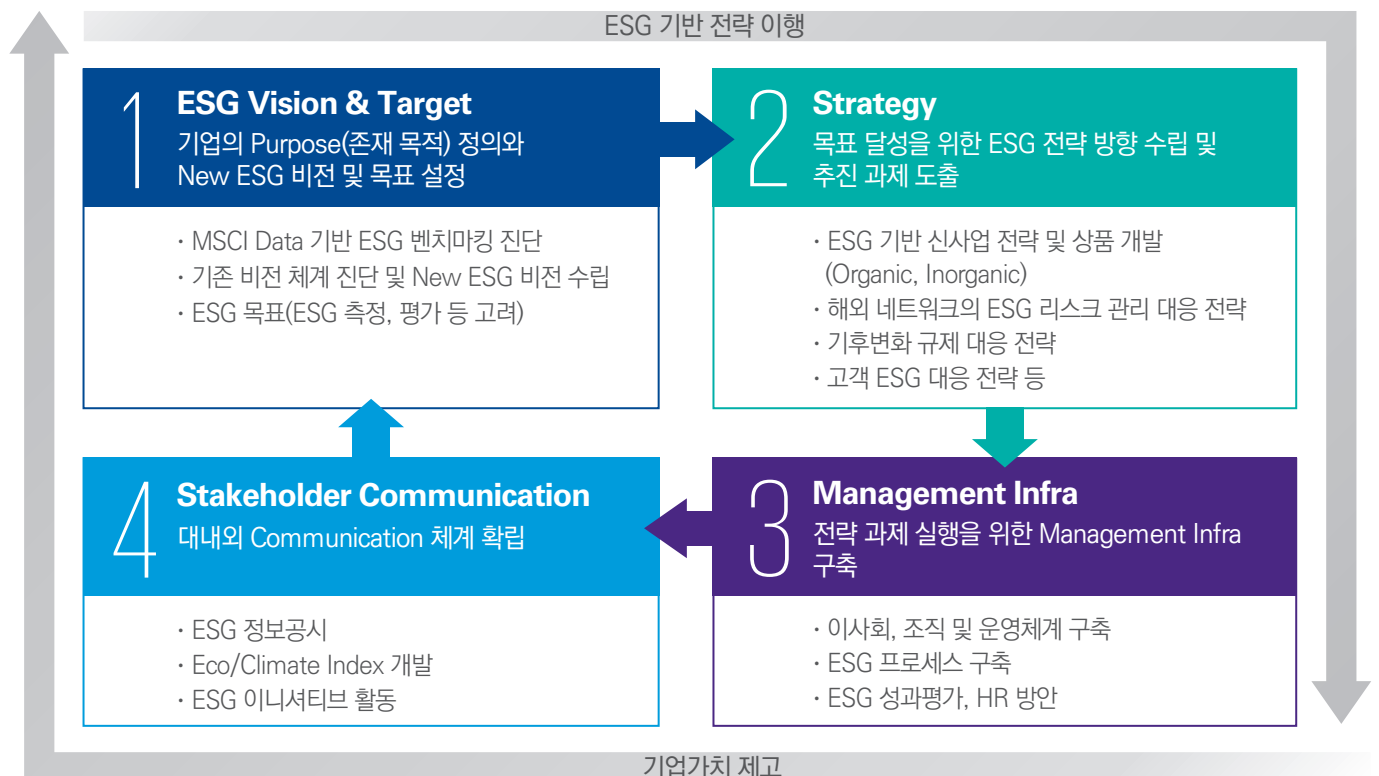 ESG 기반 전략 이행
1
ESG Vision & Target
기업의 Purpose(존재 목적) 정의와
New ESG 비전 및 목표 설정
· MSCI Data 기반 ESG 벤치마킹 진단
· 기존 비전 체계 진단 및 New ESG 비전 수립
· ESG 목표(ESG 측정, 평가 등 고려)
2
Strategy
목표 달성을 위한 ESG 전략 방향 수립 및
추진 과제 도출
· ESG 기반 신사업 전략 및 상품 개발
(Organic, Inorganic)
· 해외 네트워크의 ESG 리스크 관리 대응 전략
· 기후변화 규제 대응 전략
· 고객 ESG 대응 전략 등
4
Stakeholder Communication
대내외 Communication 체계 확립
· ESG 정보공시
· Eco/Climate Index 개발
· ESG 이니셔티브 활동
3
Management Infra
전략 과제 실행을 위한 Management Infra
구축
· 이사회, 조직 및 운영체계 구축
· ESG 프로세스 구축
· ESG 성과평가, HR 방안
기업가치 제고